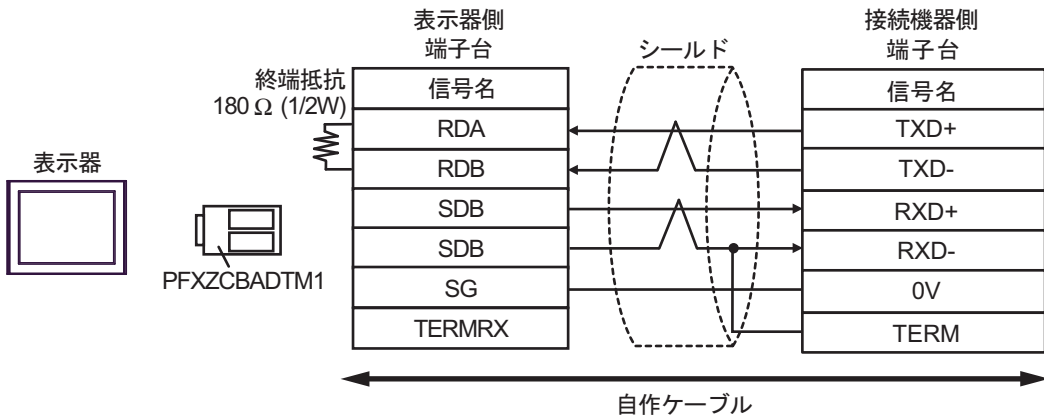 表示器側
端子台
シールド
接続機器側
端子台
終端抵抗
180 Ω (1/2W)
信号名
信号名
RDA
TXD+
RDB
TXD-
表示器
SDB
RXD+
SDB
RXD-
PFXZCBADTM1
SG
0V
TERMRX
TERM
自作ケーブル